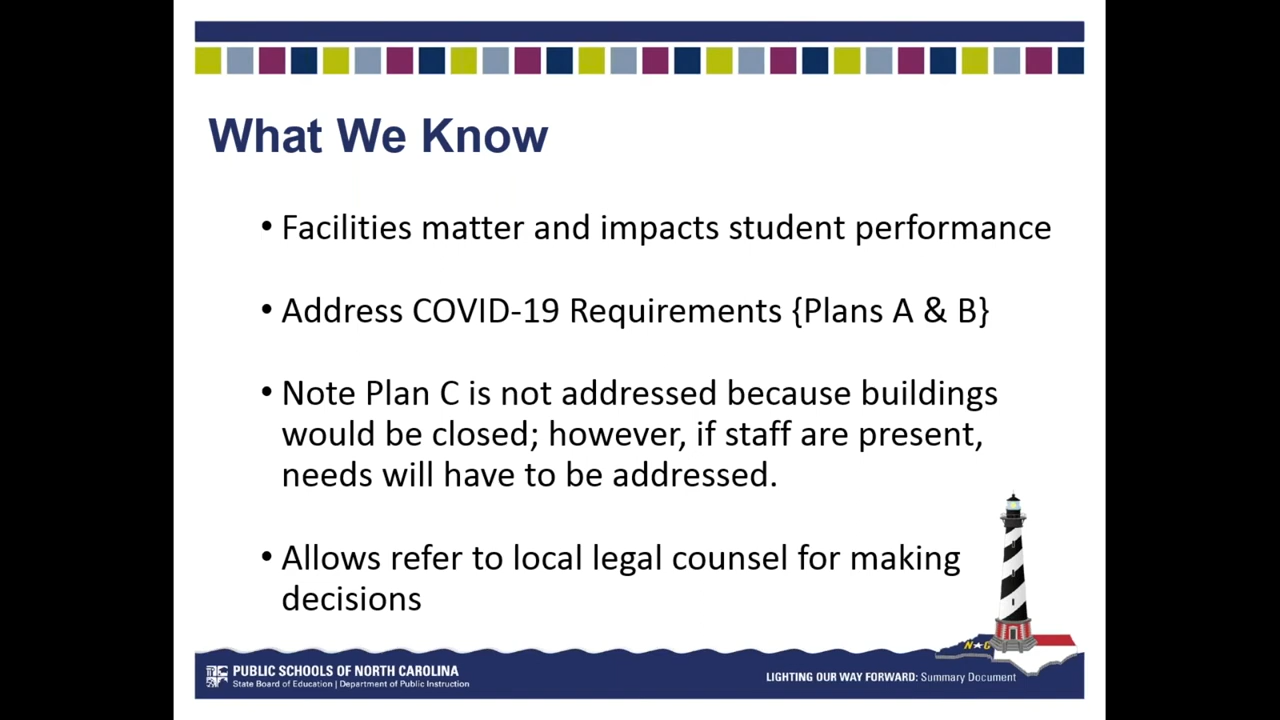 What We Know
• Facilities matter and impacts student performance
• Address COVID-19 Requirements {Plans A & B}
• Note Plan C is not addressed because buildings
would be closed; however, if staff are present,
needs will have to be addressed.
• Allows refer to local legal counsel for making
decisions
N★C
PUBLIC SCHOOLS OF NORTH CAROLINA
State Board of Education | Department of Public Instruction
LIGHTING OUR WAY FORWARD: Summary Document